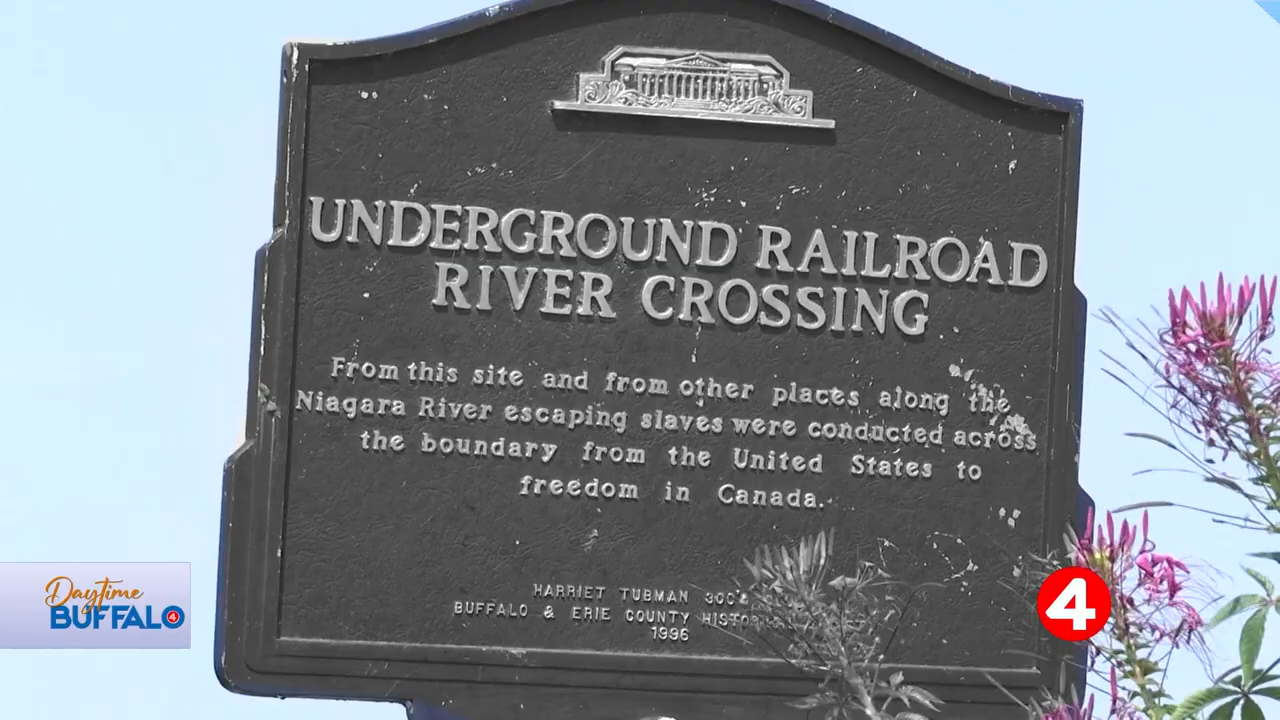 UNDERGROUND RAILROAD
RIVER CROSSING
From this site and from other places along the
Niagara River escaping slaves were conducted across
the boundary from the United States to
freedom in Canada.
HARRIET TUBMAN 300's
BUFFALO & ERIE COUNTY
1996
Daytime
BUFFALO 4
4